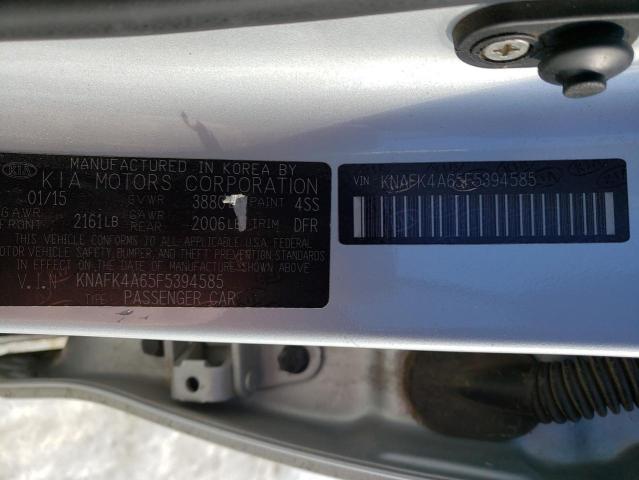 MANUFACTURED IN KOREA BY
KIA KIA MOTORS CORPORATION
01/15 GVWR PAINT 4SS
GAWR FRONT 2161LB GAWR REAR 2006LB TRIM DFR
THIS VEHICLE CONFORMS TO ALL APPLICABLE U.S.A. FEDERAL
MOTOR VEHICLE SAFETY, BUMPER, AND THEFT PREVENTION STANDARDS
IN EFFECT ON THE DATE OF MANUFACTURE SHOWN ABOVE.
V.I.N KNAFK4A65F5394585
TYPE PASSENGER CAR
VIN KNAFK4A65F5394585